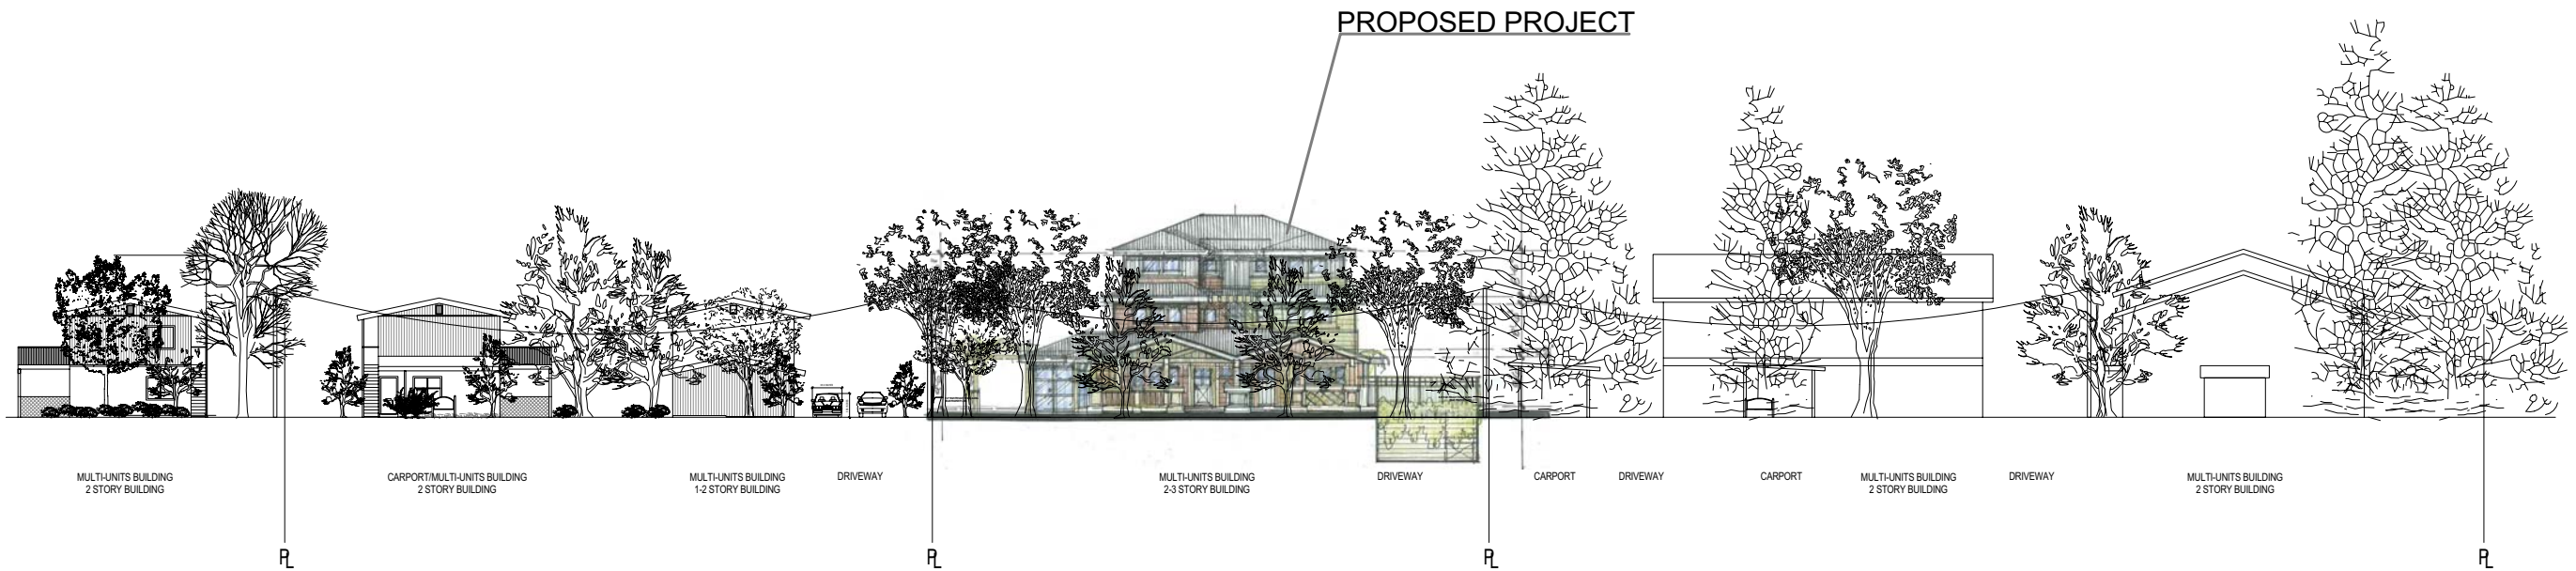 PROPOSED PROJECT
MULTI-UNITS BUILDING
2 STORY BUILDING
CARPORT/MULTI-UNITS BUILDING
2 STORY BUILDING
MULTI-UNITS BUILDING
1-2 STORY BUILDING
DRIVEWAY
MULTI-UNITS BUILDING
2-3 STORY BUILDING
DRIVEWAY
CARPORT
DRIVEWAY
CARPORT
MULTI-UNITS BUILDING
2 STORY BUILDING
DRIVEWAY
MULTI-UNITS BUILDING
2 STORY BUILDING
PL
PL
PL
PL